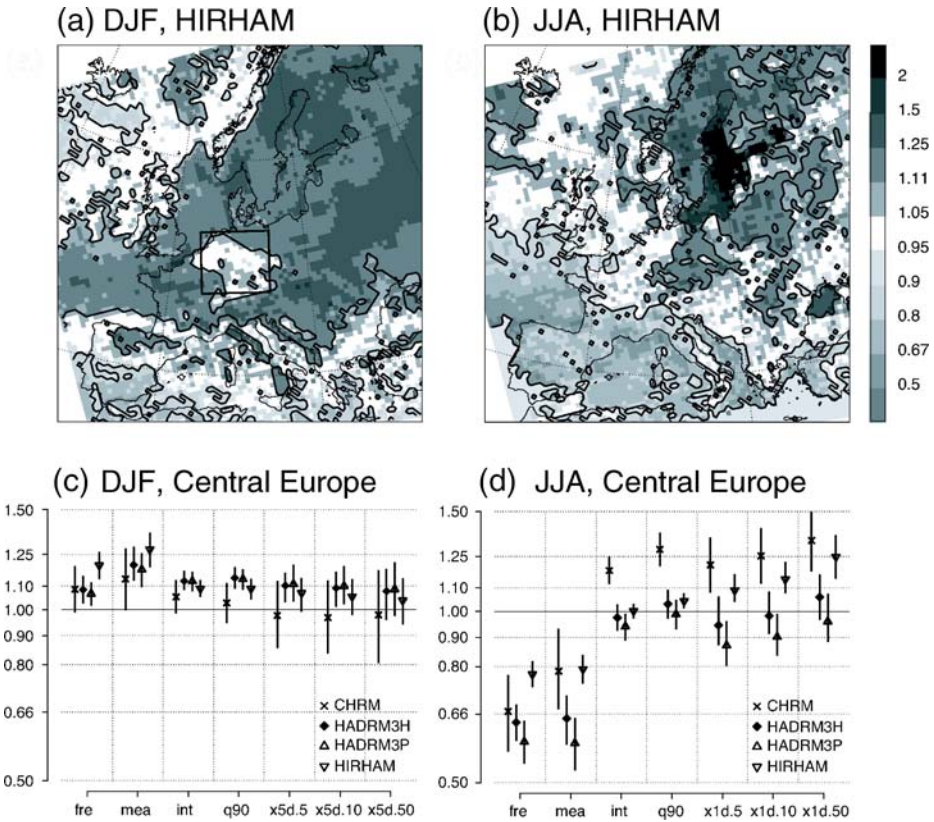 (a) DJF, HIRHAM
(b) JJA, HIRHAM
2
1.5
1.25
1.11
1.05
0.95
0.9
0.8
0.67
0.5
(c) DJF, Central Europe
1.50
1.25
1.10
1.00
0.90
0.80
0.66
0.50
CHRM
HADRM3H
HADRM3P
HIRHAM
fre mea int q90 x5d.5 x5d.10 x5d.50
(d) JJA, Central Europe
1.50
1.25
1.00
0.90
0.80
0.66
0.50
CHRM
HADRM3H
HADRM3P
HIRHAM
fre mea int q90 x1d.5 x1d.10 x1d.50